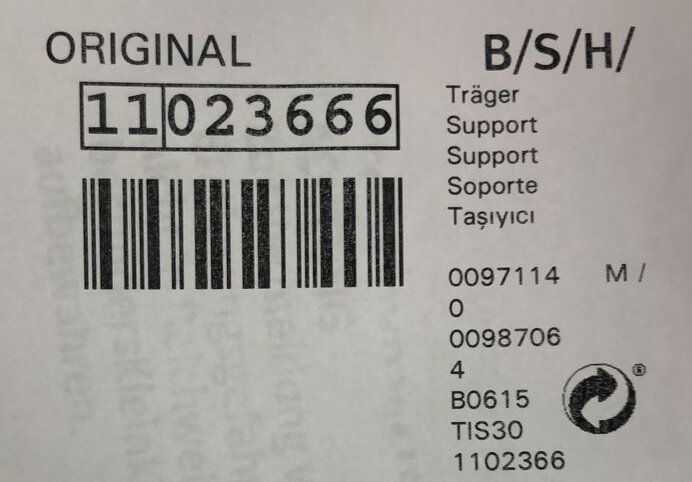 ORIGINAL
11023666
B/S/H/
Träger
Support
Support
Soporte
Taşıyıcı
0097114 M /
0
0098706
4
B0615
TIS30
1102366
®